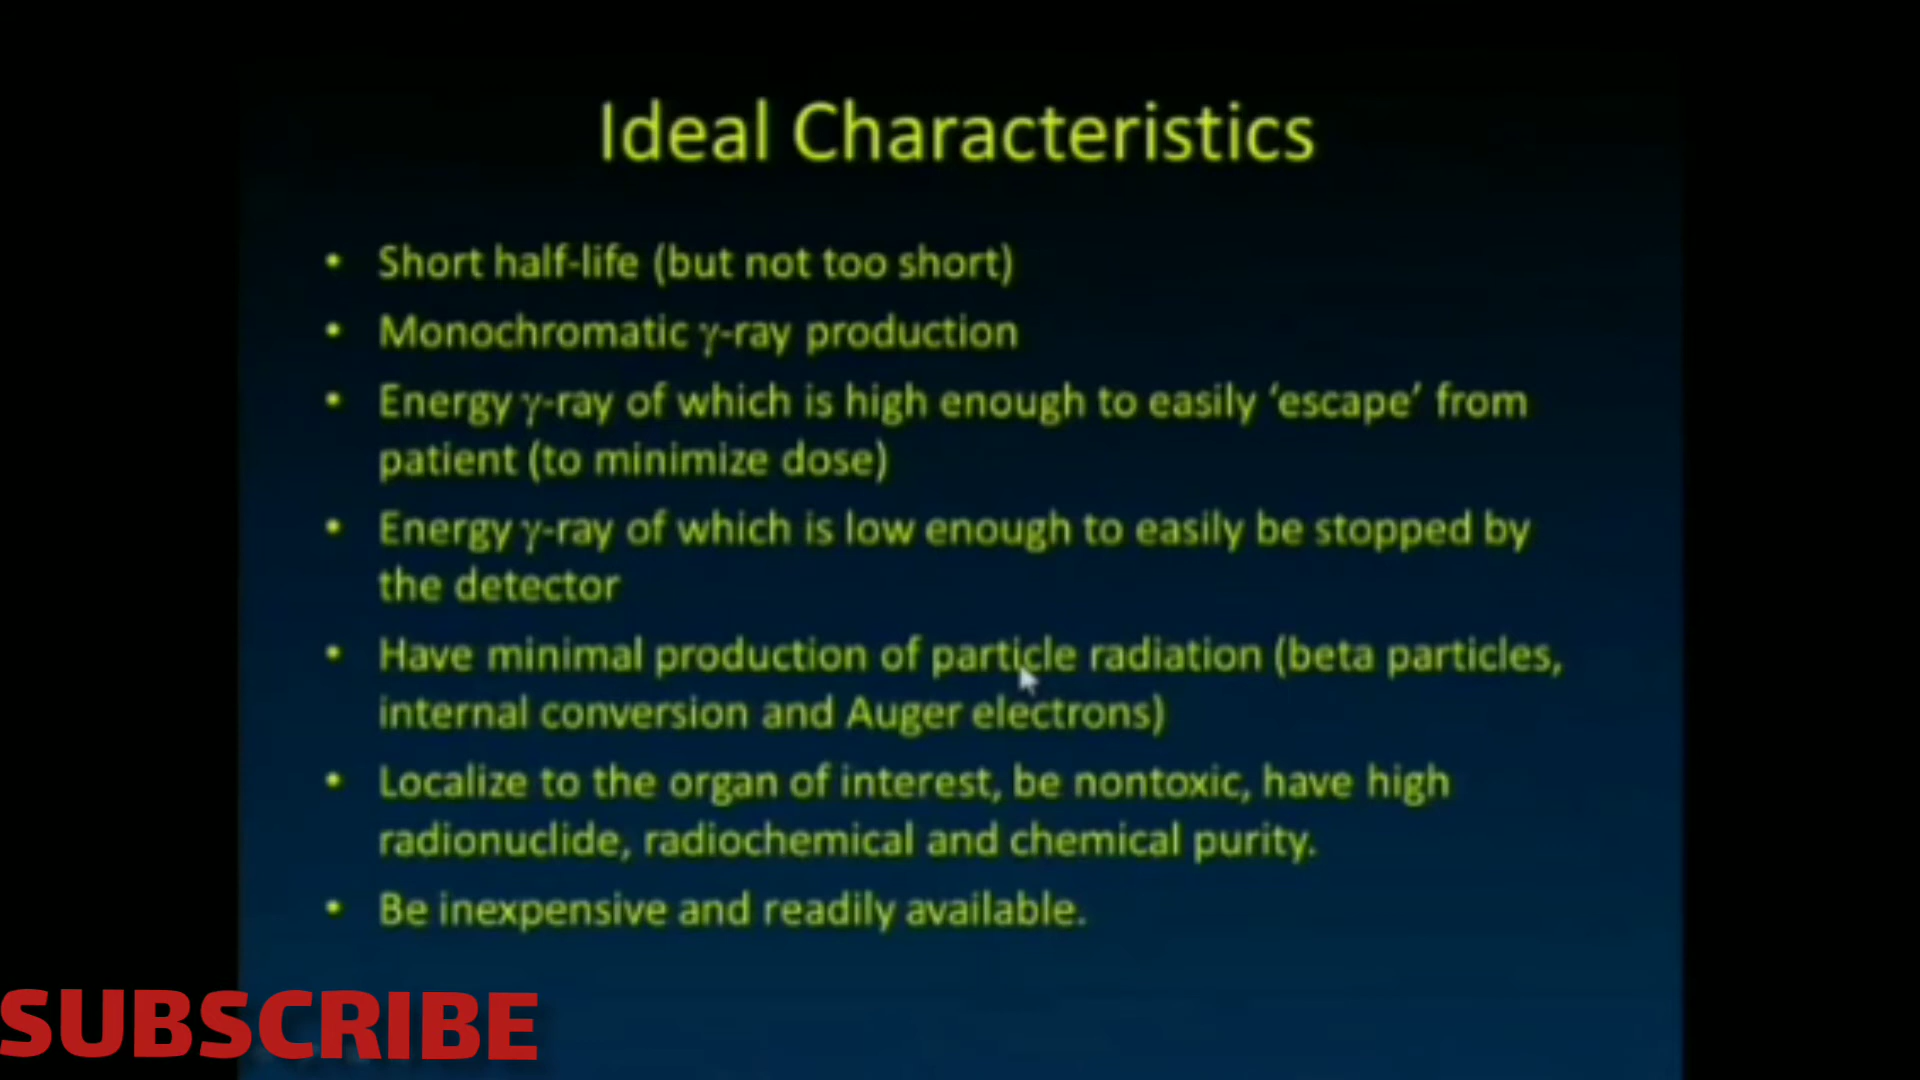 Ideal Characteristics
• Short half-life (but not too short)
• Monochromatic γ-ray production
• Energy γ-ray of which is high enough to easily ‘escape’ from
patient (to minimize dose)
• Energy γ-ray of which is low enough to easily be stopped by
the detector
• Have minimal production of particle radiation (beta particles,
internal conversion and Auger electrons)
• Localize to the organ of interest, be nontoxic, have high
radionuclide, radiochemical and chemical purity.
• Be inexpensive and readily available.
SUBSCRIBE